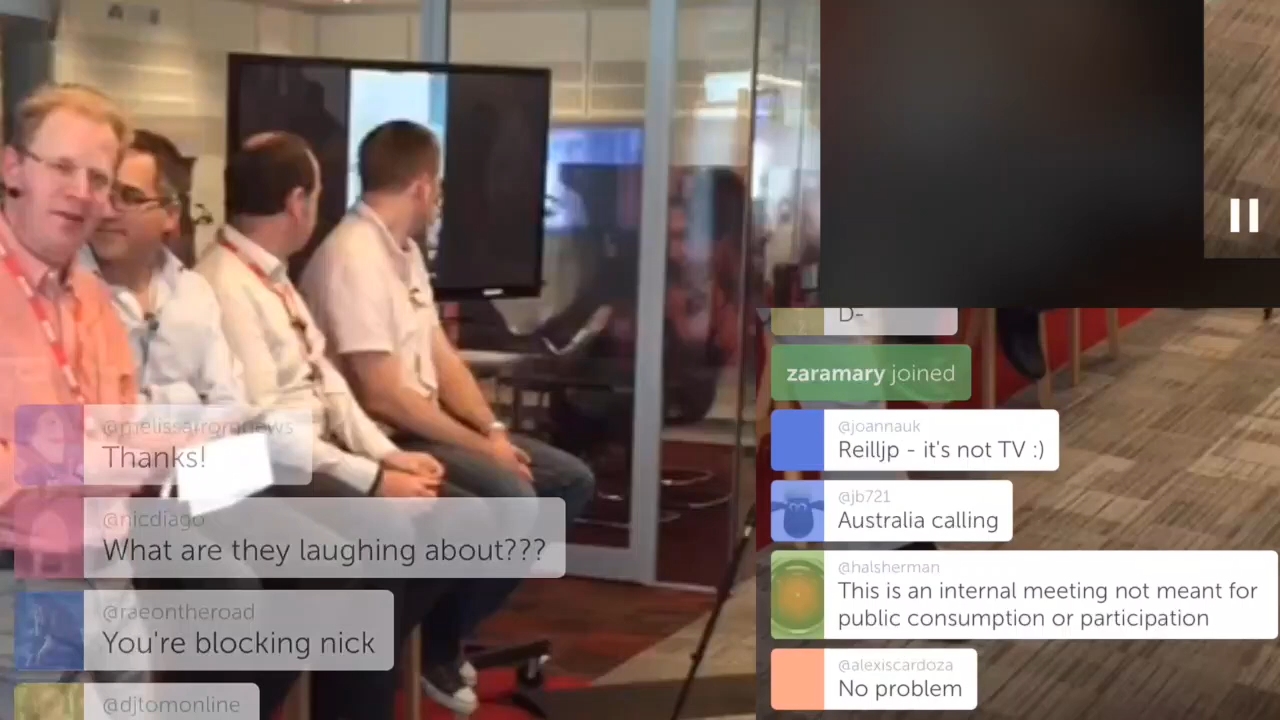 @melissarromnews
Thanks!
@nicdiago
What are they laughing about???
@raeontheroad
You're blocking nick
@djtomonline
D-
zaramary joined
@joannauk
Reilljp - it's not TV :)
@jb721
Australia calling
@halsherman
This is an internal meeting not meant for
public consumption or participation
@alexiscardoza
No problem